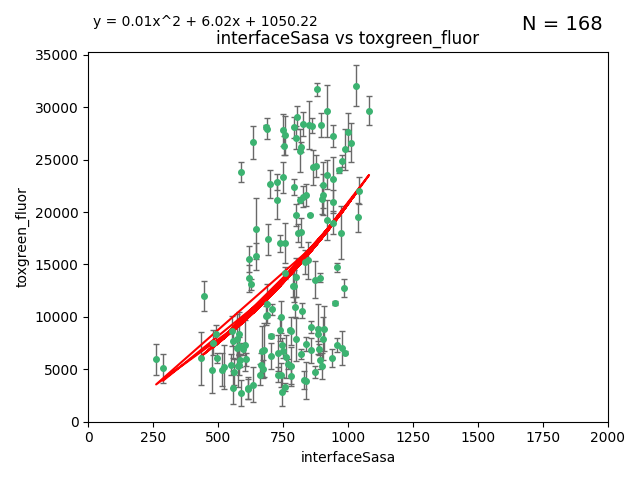 y = 0.01x^2 + 6.02x + 1050.22
N = 168
interfaceSasa vs toxgreen_fluor
35000
30000
25000
20000
15000
10000
5000
0
toxgreen_fluor
0 250 500 750 1000 1250 1500 1750 2000
interfaceSasa